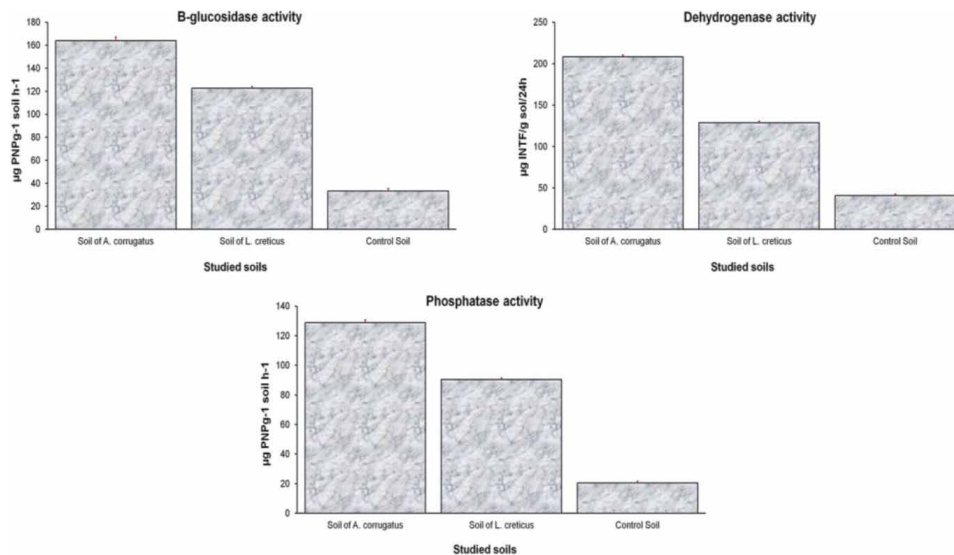 B-glucosidase activity
µg PNPg-1 soil h-1
180
160
140
120
100
80
60
40
20
0
Soil of A. corrugatus Soil of L. creticus Control Soil
Studied soils
Dehydrogenase activity
µg INTF/g sol/24h
250
200
150
100
50
0
Soil of A. corrugatus Soil of L. creticus Control Soil
Studied soils
Phosphatase activity
µg PNPg-1 soil h-1
140
120
100
80
60
40
20
0
Soil of A. corrugatus Soil of L. creticus Control Soil
Studied soils